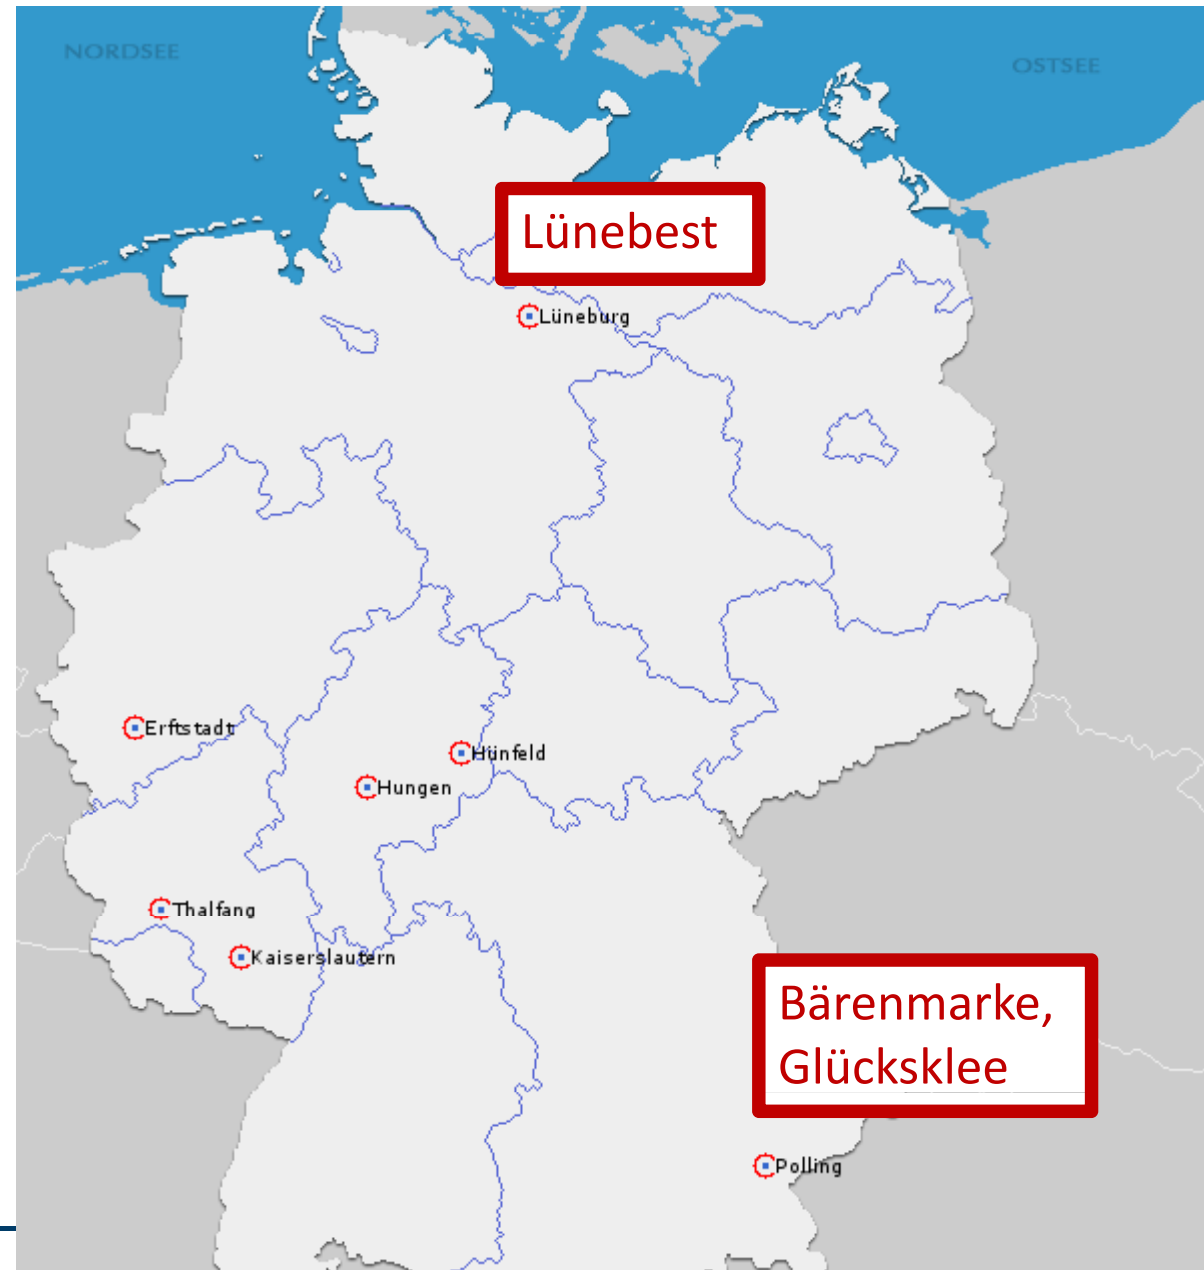 NORDSEE
OSTSEE
Lünebest
Lüneburg
Erftstadt
Hünfeld
Hungen
Thalfang
Kaiserslautern
Bärenmarke,
Glücksklee
Polling